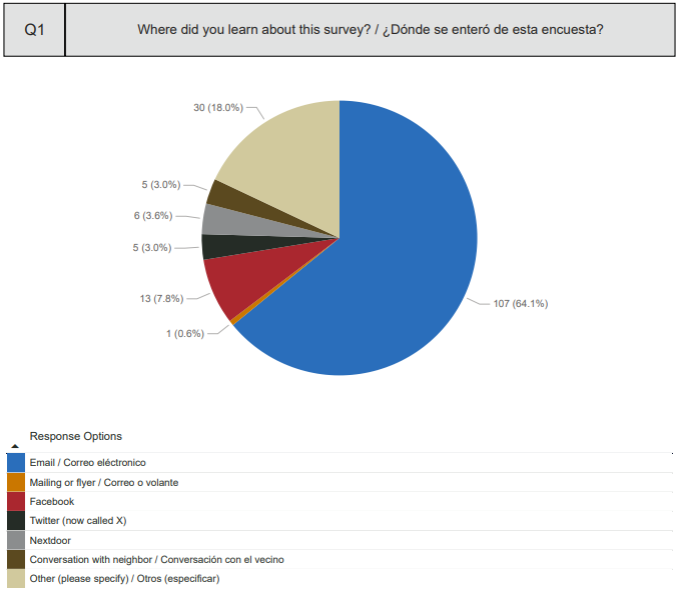 Q1
Where did you learn about this survey? / ¿Dónde se enteró de esta encuesta?
30 (18.0%)
5 (3.0%)
6 (3.6%)
5 (3.0%)
13 (7.8%)
1 (0.6%)
107 (64.1%)
Response Options
Email / Correo eléctronico
Mailing or flyer / Correo o volante
Facebook
Twitter (now called X)
Nextdoor
Conversation with neighbor / Conversación con el vecino
Other (please specify) / Otros (especificar)